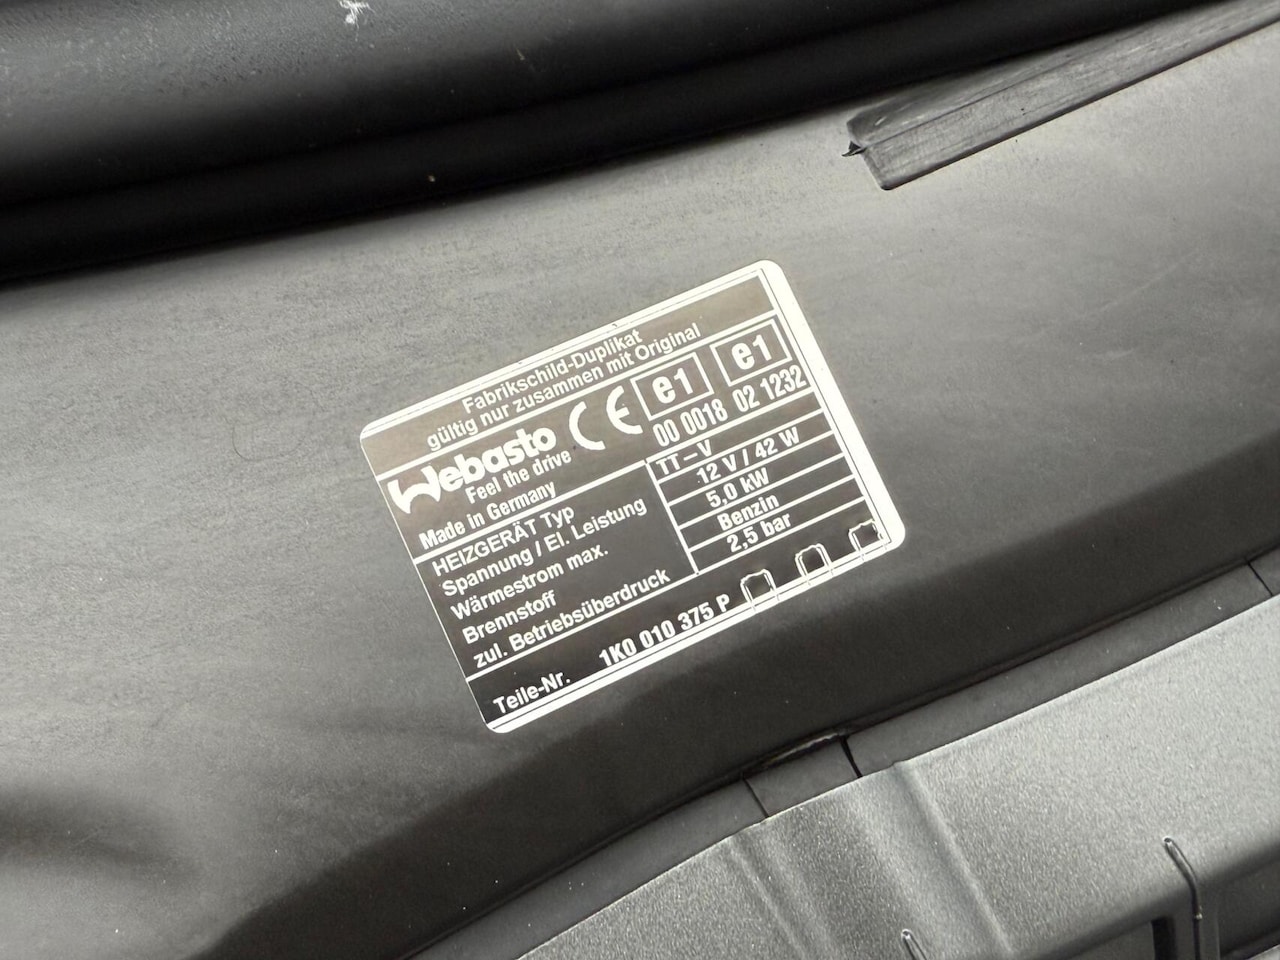 Fabrikschild-Duplikat
gültig nur zusammen mit Original
Webasto
Feel the drive
CE
e1
e1
00 0018
02 1232
Made in Germany
HEIZGERÄT Typ
TT-V
Spannung / El. Leistung
12 V / 42 W
Wärmestrom max.
5,0 kW
Brennstoff
Benzin
zul. Betriebsüberdruck
2,5 bar
Teile-Nr.
1K0 010 375 P